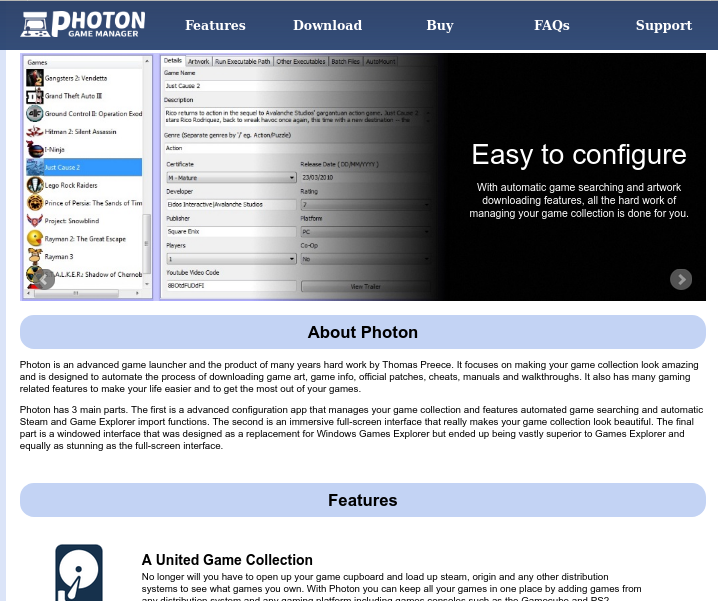 PHOTON
GAME MANAGER
Features
Download
Buy
FAQs
Support
Games
Gangsters 2: Vendetta
Grand Theft Auto III
Ground Control II: Operation Exod
Hitman 2: Silent Assassin
I-Ninja
Just Cause 2
Lego Rock Raiders
Prince of Persia: The Sands of Tim
Project: Snowblind
Rayman 2: The Great Escape
Rayman 3
S.T.A.L.K.E.R.: Shadow of Chernob
Details
Artwork
Run Executable Path
Other Executables
Batch Files
AutoMount
Game Name
Just Cause 2
Description
Rico returns to action in the sequel to Avalanche Studios' gargantuan action game. Just Cause 2
stars Rico Rodriguez, back to wreak havoc once again, this time with a new destination -- the
Genre (Separate genres by '/' eg. Action/Puzzle)
Action
Certificate
Release Date (DD/MM/YYYY)
M - Mature
23/03/2010
Developer
Rating
Eidos Interactive|Avalanche Studios
7
Publisher
Platform
Square Enix
PC
Players
Co-Op
1
No
Youtube Video Code
View Trailer
Easy to configure
With automatic game searching and artwork
downloading features, all the hard work of
managing your game collection is done for you.
About Photon
Photon is an advanced game launcher and the product of many years hard work by Thomas Preece. It focuses on making your game collection look amazing
and is designed to automate the process of downloading game art, game info, official patches, cheats, manuals and walkthroughs. It also has many gaming
related features to make your life easier and to get the most out of your games.
Photon has 3 main parts. The first is a advanced configuration app that manages your game collection and features automated game searching and automatic
Steam and Game Explorer import functions. The second is an immersive full-screen interface that really makes your game collection look beautiful. The final
part is a windowed interface that was designed as a replacement for Windows Games Explorer but ended up being vastly superior to Games Explorer and
equally as stunning as the full-screen interface.
Features
A United Game Collection
No longer will you have to open up your game cupboard and load up steam, origin and any other distribution
systems to see what games you own. With Photon you can keep all your games in one place by adding games from
any distribution system and any gaming platform including games consoles such as the Gamecube and PS2.